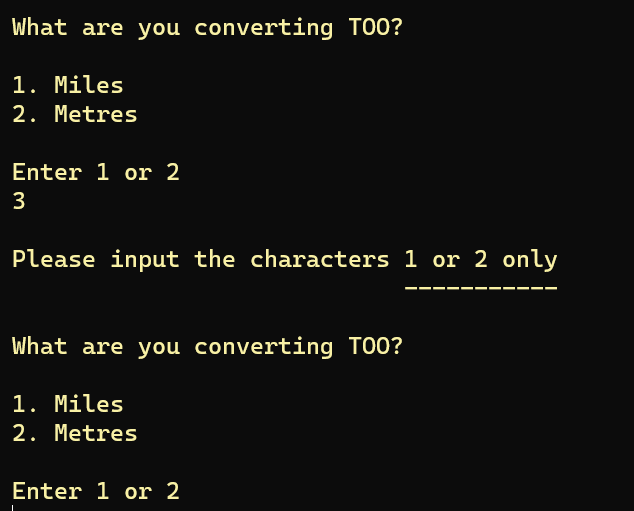 What are you converting TOO?
1. Miles
2. Metres
Enter 1 or 2
3
Please input the characters 1 or 2 only
-----------
What are you converting TOO?
1. Miles
2. Metres
Enter 1 or 2